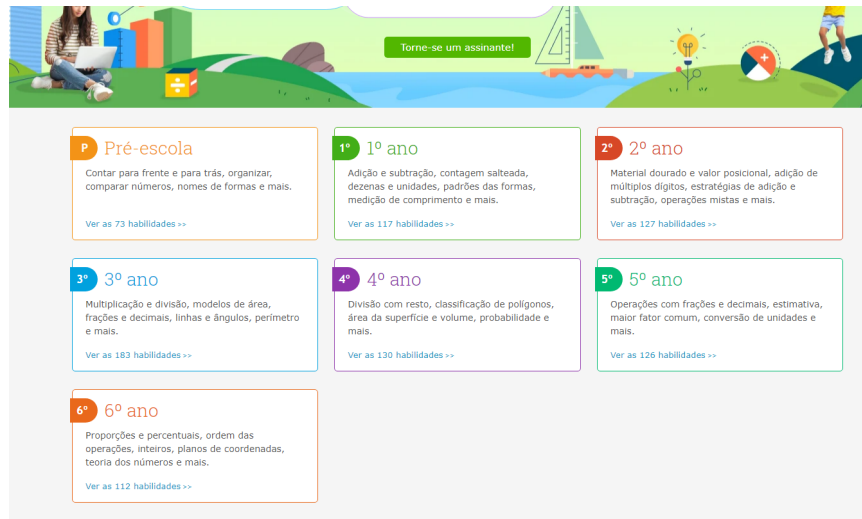 Torne-se um assinante!
P Pré-escola
Contar para frente e para trás, organizar,
comparar números, nomes de formas e mais.
Ver as 73 habilidades >>
1º 1º ano
Adição e subtração, contagem salteada,
dezenas e unidades, padrões das formas,
medição de comprimento e mais.
Ver as 117 habilidades >>
2º 2º ano
Material dourado e valor posicional, adição de
múltiplos dígitos, estratégias de adição e
subtração, operações mistas e mais.
Ver as 127 habilidades >>
3º 3º ano
Multiplicação e divisão, modelos de área,
frações e decimais, linhas e ângulos, perímetro
e mais.
Ver as 183 habilidades >>
4º 4º ano
Divisão com resto, classificação de polígonos,
área da superfície e volume, probabilidade e
mais.
Ver as 130 habilidades >>
5º 5º ano
Operações com frações e decimais, estimativa,
maior fator comum, conversão de unidades e
mais.
Ver as 126 habilidades >>
6º 6º ano
Proporções e percentuais, ordem das
operações, inteiros, planos de coordenadas,
teoria dos números e mais.
Ver as 112 habilidades >>